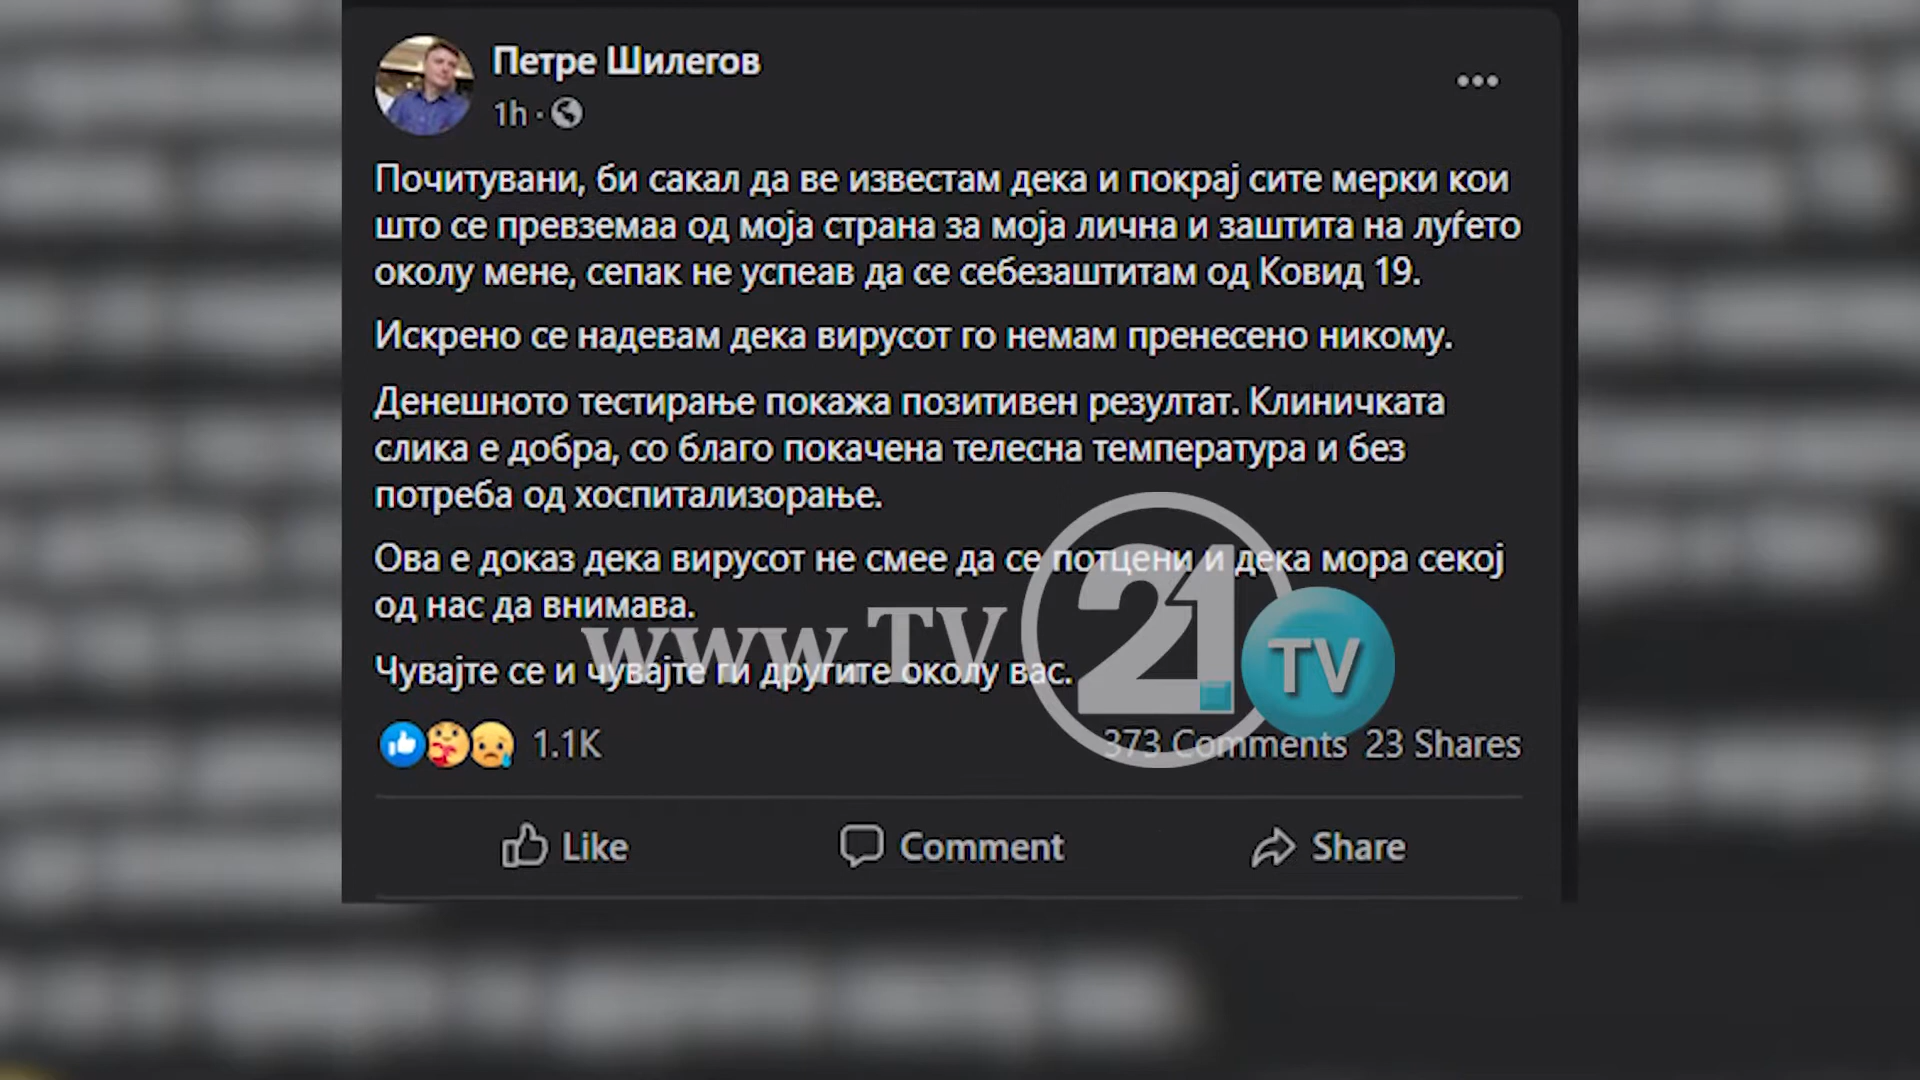 Петре Шилегов
1h ·
Почитувани, би сакал да ве известам дека и покрај сите мерки кои
што се превземаа од моја страна за моја лична и заштита на луѓето
околу мене, сепак не успеав да се себезаштитам од Ковид 19.
Искрено се надевам дека вирусот го немам пренесено никому.
Денешното тестирање покажа позитивен резултат. Клиничката
слика е добра, со благо покачена телесна температура и без
потреба од хоспитализорање.
Ова е доказ дека вирусот не смее да се потцени и дека мора секој
од нас да внимава.
www.TV 21 TV
Чувајте се и чувајте ги другите околу вас.
1.1K 373 Comments 23 Shares
Like Comment Share